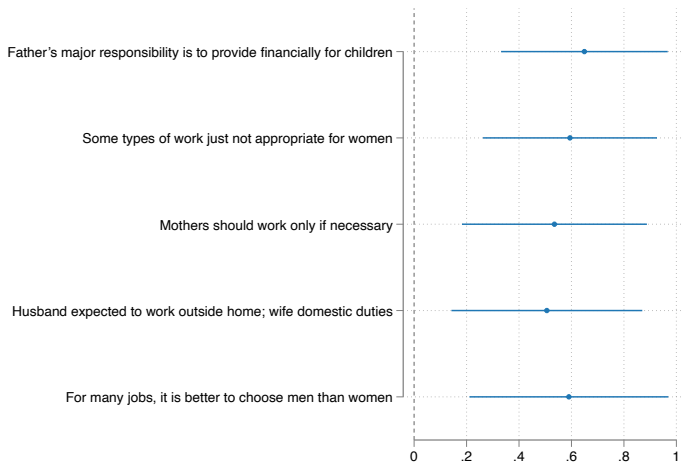 Father’s major responsibility is to provide financially for children
Some types of work just not appropriate for women
Mothers should work only if necessary
Husband expected to work outside home; wife domestic duties
For many jobs, it is better to choose men than women
0 .2 .4 .6 .8 1